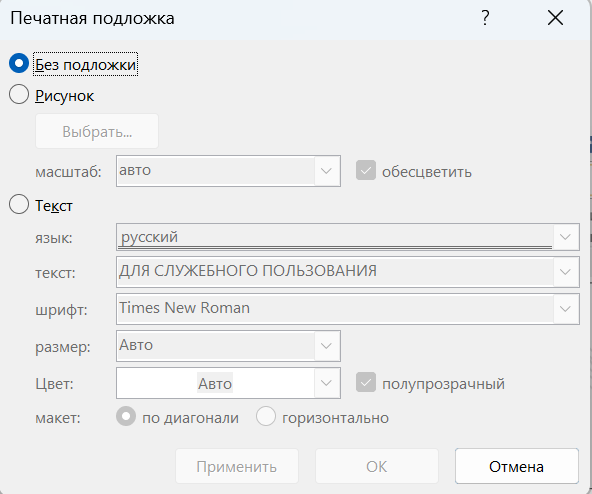 Печатная подложка ?
Без подложки
Рисунок
Выбрать...
масштаб: авто обесцветить
Текст
язык: русский
текст: ДЛЯ СЛУЖЕБНОГО ПОЛЬЗОВАНИЯ
шрифт: Times New Roman
размер: Авто
Цвет: Авто полупрозрачный
макет: по диагонали горизонтально
Применить ОК Отмена